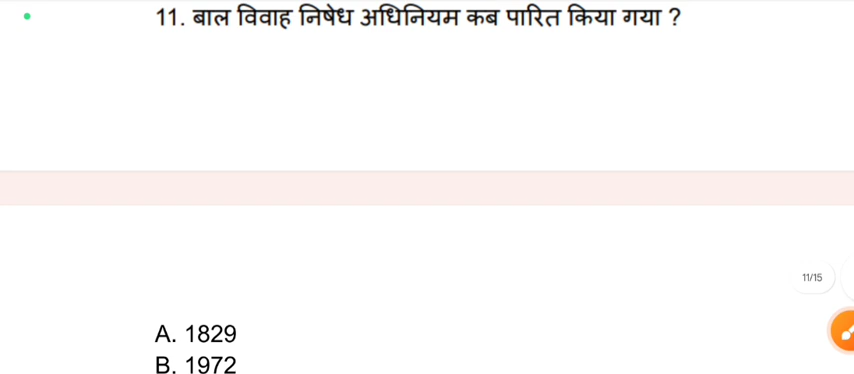 11. बाल विवाह निषेध अधिनियम कब पारित किया गया ?
11/15
A. 1829
B. 1972